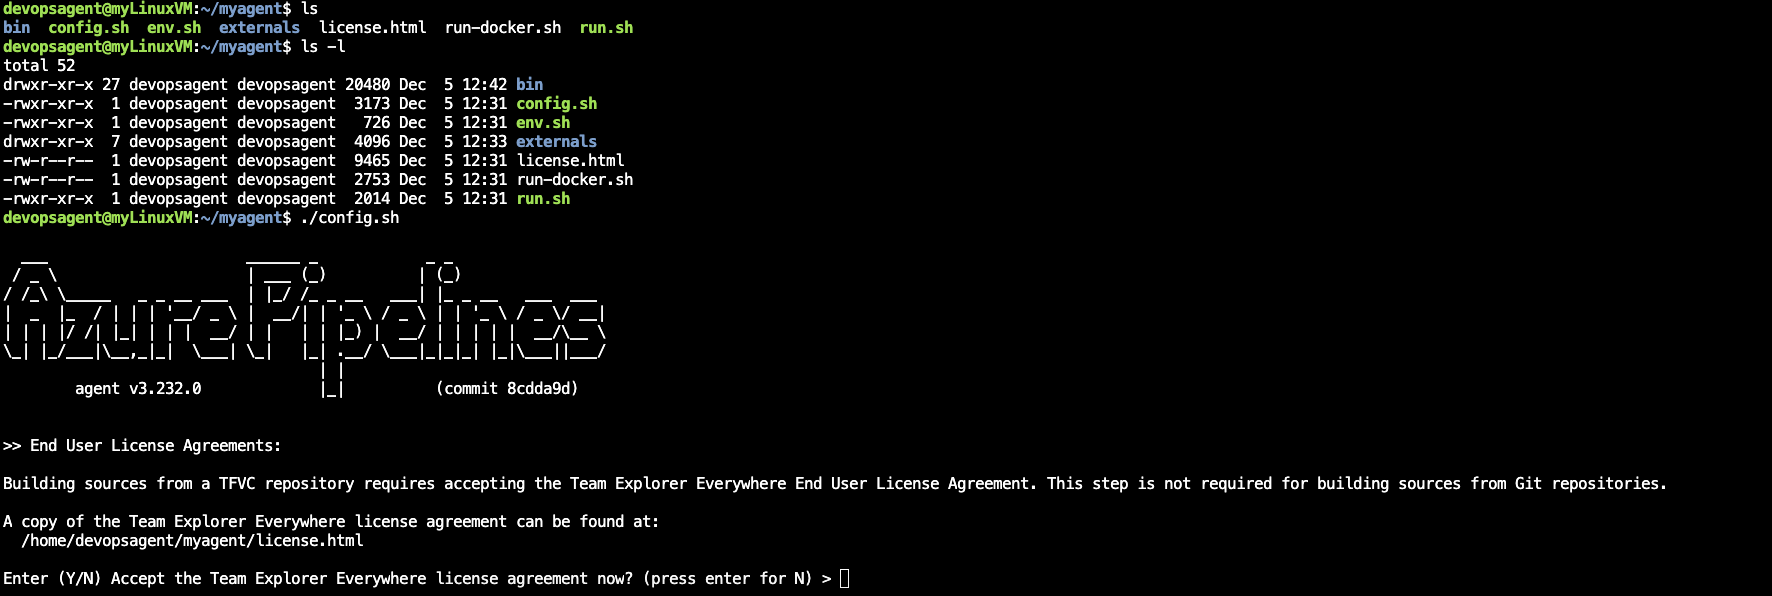 devopsagent@myLinuxVM:~/myagent$ ls
bin  config.sh  env.sh  externals  license.html  run-docker.sh  run.sh
devopsagent@myLinuxVM:~/myagent$ ls -l
total 52
drwxr-xr-x 27 devopsagent devopsagent 20480 Dec  5 12:42 bin
-rwxr-xr-x  1 devopsagent devopsagent  3173 Dec  5 12:31 config.sh
-rwxr-xr-x  1 devopsagent devopsagent   726 Dec  5 12:31 env.sh
drwxr-xr-x  7 devopsagent devopsagent  4096 Dec  5 12:33 externals
-rw-r--r--  1 devopsagent devopsagent  9465 Dec  5 12:31 license.html
-rw-r--r--  1 devopsagent devopsagent  2753 Dec  5 12:31 run-docker.sh
-rwxr-xr-x  1 devopsagent devopsagent  2014 Dec  5 12:31 run.sh
devopsagent@myLinuxVM:~/myagent$ ./config.sh
AzurePipelines
agent v3.232.0             (commit 8cdda9d)
>> End User License Agreements:
Building sources from a TFVC repository requires accepting the Team Explorer Everywhere End User License Agreement. This step is not required for building sources from Git repositories.
A copy of the Team Explorer Everywhere license agreement can be found at:
  /home/devopsagent/myagent/license.html
Enter (Y/N) Accept the Team Explorer Everywhere license agreement now? (press enter for N) >